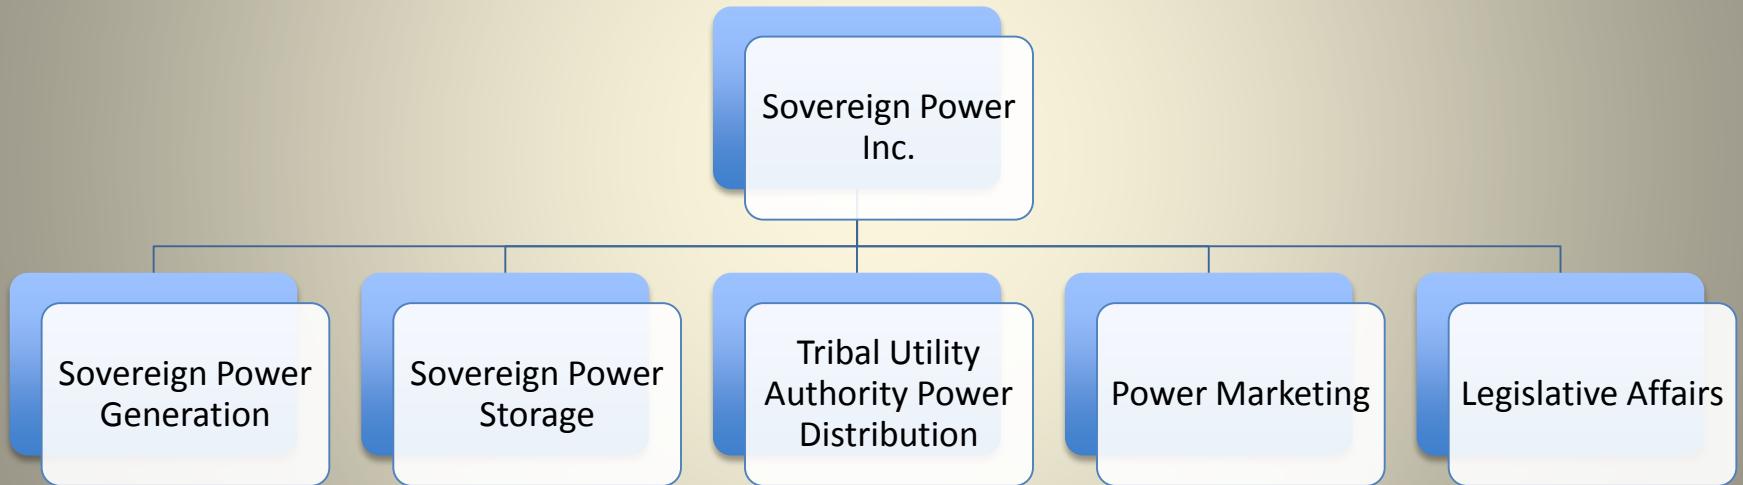 Sovereign Power
Inc.
Sovereign Power
Generation
Sovereign Power
Storage
Tribal Utility
Authority Power
Distribution
Power Marketing
Legislative Affairs